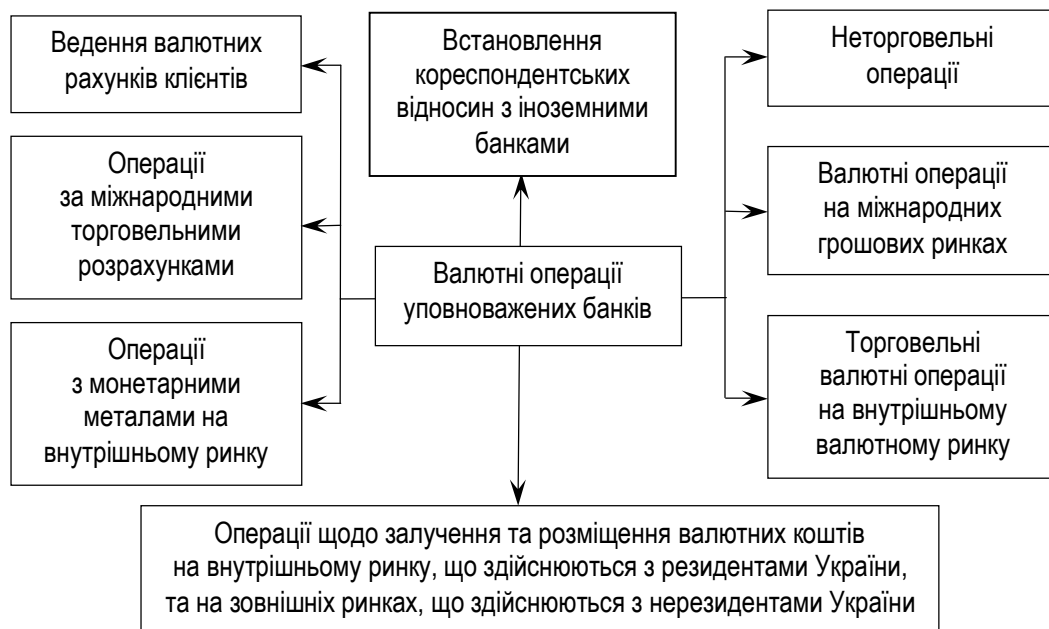 Ведення валютних
рахунків клієнтів
Встановлення
кореспондентських
відносин з іноземними
банками
Неторговельні
операції
Операції
за міжнародними
торговельними
розрахунками
Валютні операції
на міжнародних
грошових ринках
Валютні операції
уповноважених банків
Операції
з монетарними
металами на
внутрішньому ринку
Торговельні
валютні операції
на внутрішньому
валютному ринку
Операції щодо залучення та розміщення валютних коштів
на внутрішньому ринку, що здійснюються з резидентами України,
та на зовнішніх ринках, що здійснюються з нерезидентами України